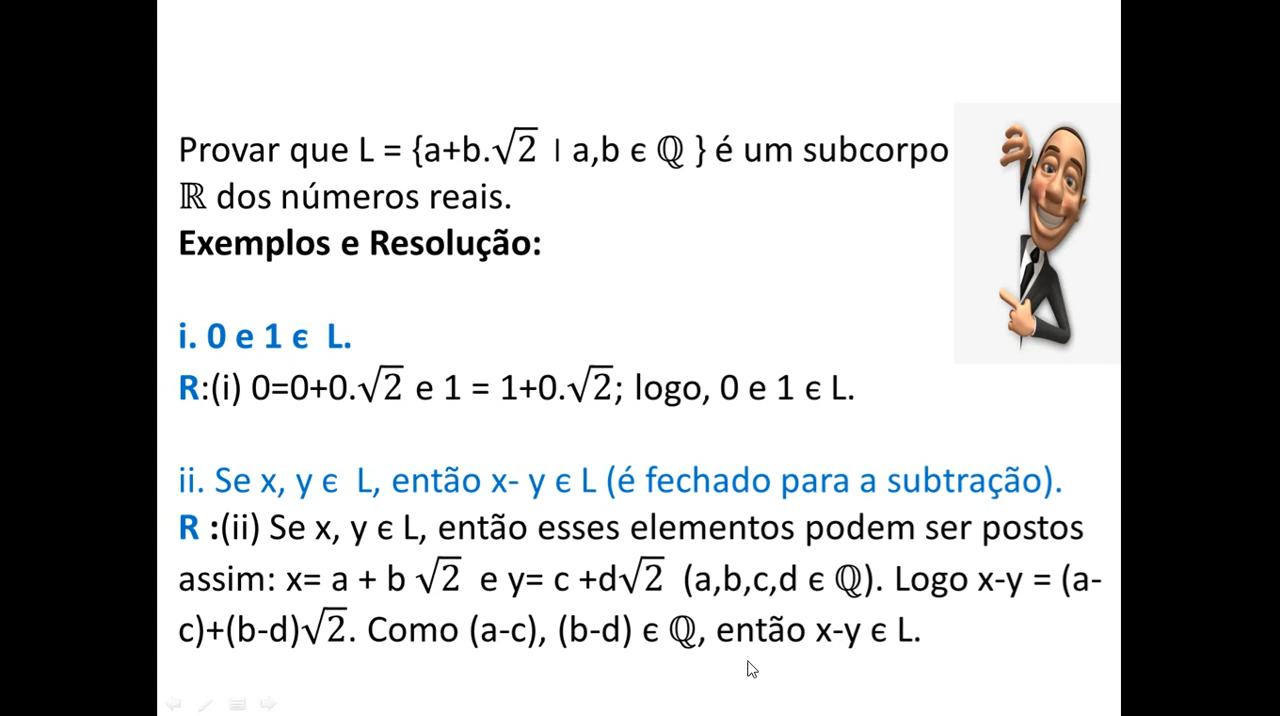 Provar que L = {a+b.√2 ׀ a,b є ℚ } é um subcorpo
ℝ dos números reais.
Exemplos e Resolução:
i. 0 e 1 є L.
R:(i) 0=0+0.√2 e 1 = 1+0.√2; logo, 0 e 1 є L.
ii. Se x, y є L, então x- y є L (é fechado para a subtração).
R :(ii) Se x, y є L, então esses elementos podem ser postos
assim: x= a + b √2 e y= c +d√2 (a,b,c,d є ℚ). Logo x-y = (a-
c)+(b-d)√2. Como (a-c), (b-d) є ℚ, então x-y є L.